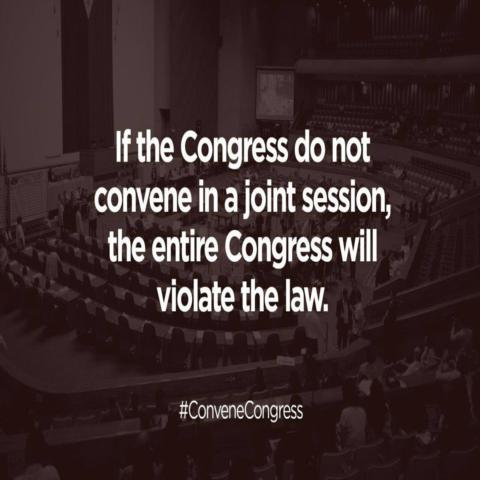 If the Congress do not
convene in a joint session,
the entire Congress will
violate the law.
#ConveneCongress